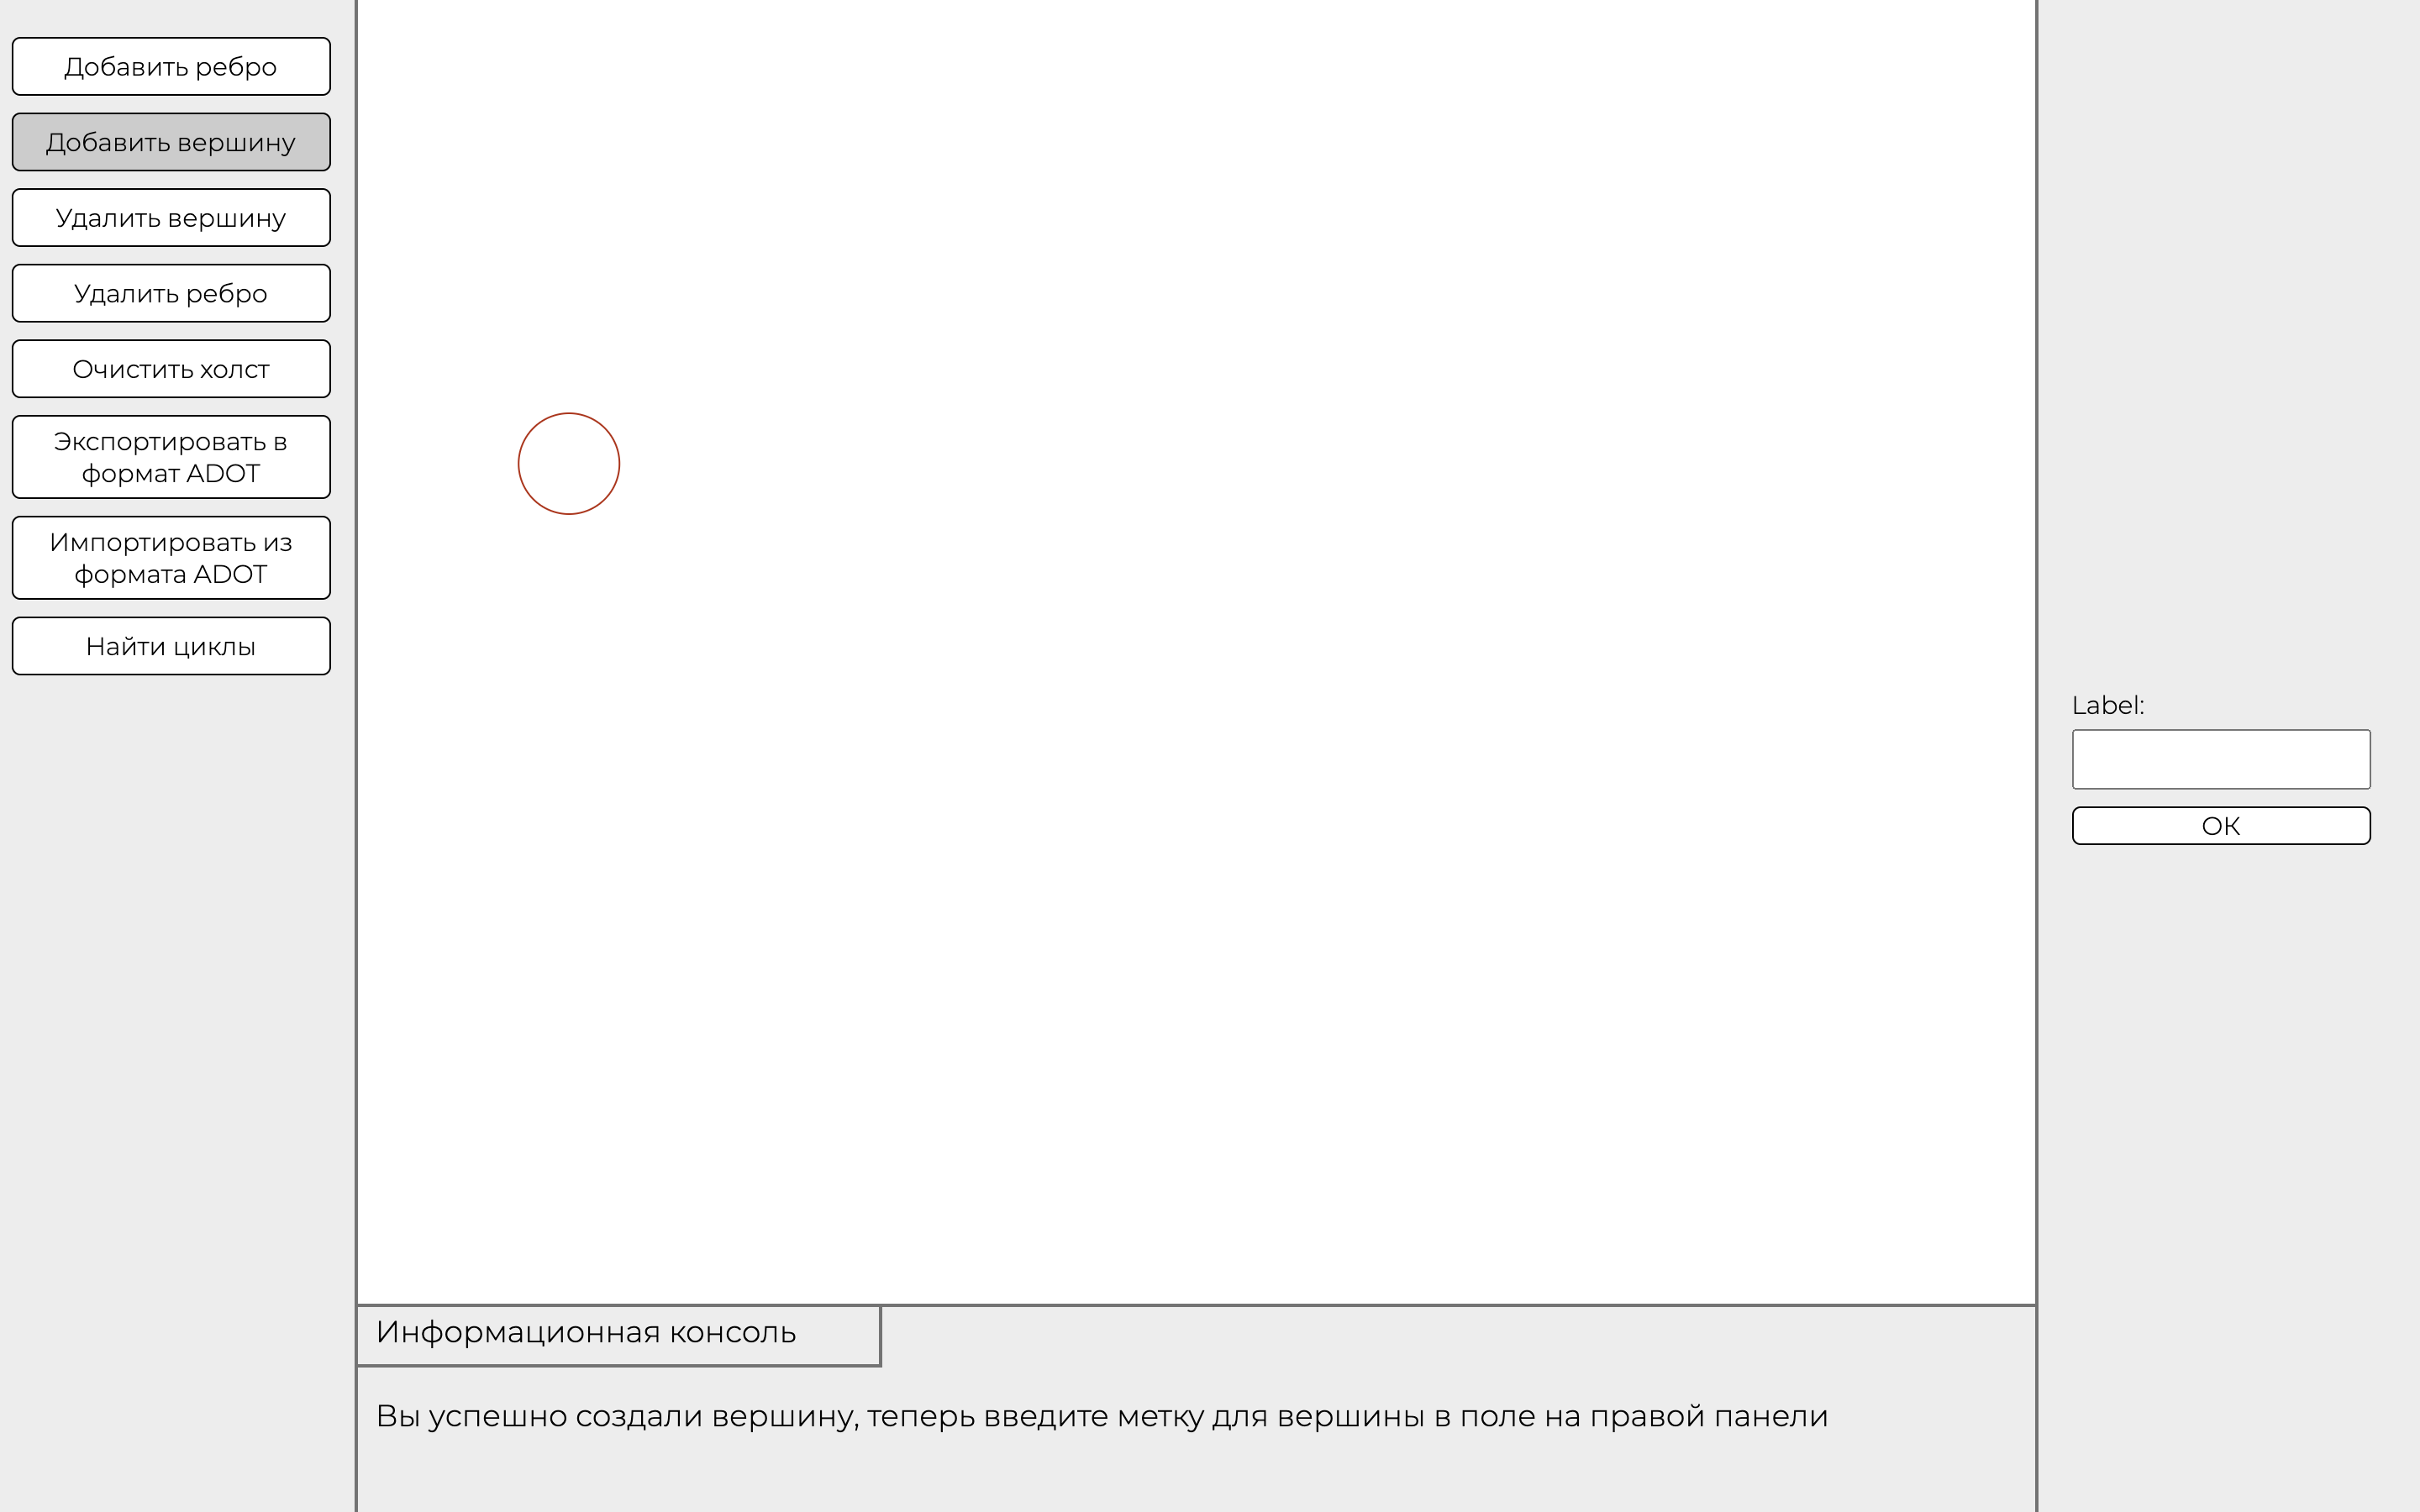 Добавить ребро
Добавить вершину
Удалить вершину
Удалить ребро
Очистить холст
Экспортировать в
формат ADOT
Импортировать из
формата ADOT
Найти циклы
Label:
OK
Информационная консоль
Вы успешно создали вершину, теперь введите метку для вершины в поле на правой панели